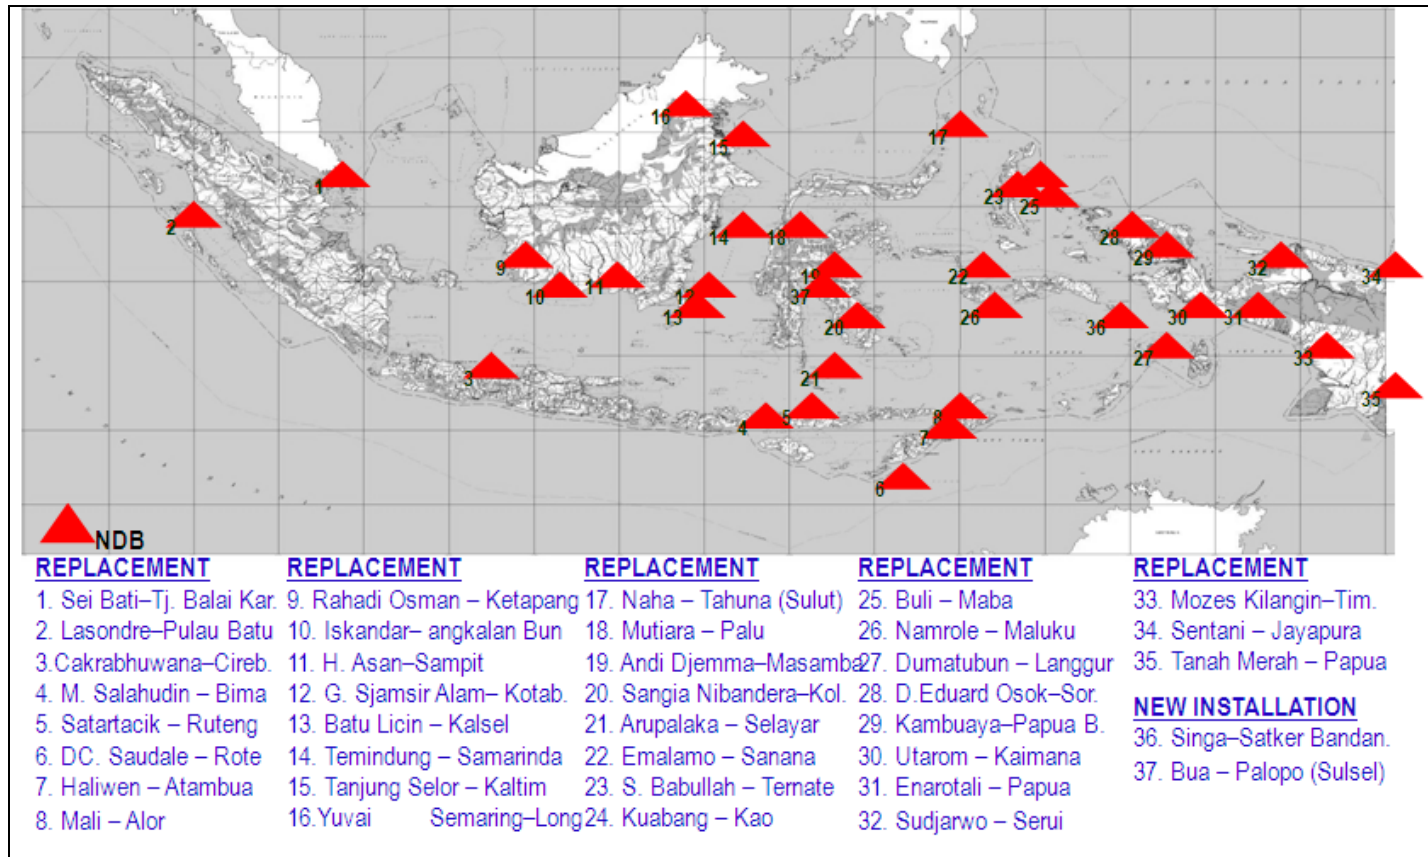 16
15
17
1
23
25
2
14
18
28
29
9
19
22
32
34
10
11
12
37
13
20
26
36
30
31
27
33
3
21
35
4
5
8
7
6
NDB
REPLACEMENT
1. Sei Bati–Tj. Balai Kar.
2. Lasondre–Pulau Batu
3.Cakrabhuwana–Cireb.
4. M. Salahudin – Bima
5. Satartacik – Ruteng
6. DC. Saudale – Rote
7. Haliwen – Atambua
8. Mali – Alor
REPLACEMENT
9. Rahadi Osman – Ketapang
10. Iskandar– angkalan Bun
11. H. Asan–Sampit
12. G. Sjamsir Alam– Kotab.
13. Batu Licin – Kalsel
14. Temindung – Samarinda
15. Tanjung Selor – Kaltim
16.Yuvai Semaring–Long
REPLACEMENT
17. Naha – Tahuna (Sulut)
18. Mutiara – Palu
19. Andi Djemma–Masamba
20. Sangia Nibandera–Kol.
21. Arupalaka – Selayar
22. Emalamo – Sanana
23. S. Babullah – Ternate
24. Kuabang – Kao
REPLACEMENT
25. Buli – Maba
26. Namrole – Maluku
27. Dumatubun – Langgur
28. D.Eduard Osok–Sor.
29. Kambuaya–Papua B.
30. Utarom – Kaimana
31. Enarotali – Papua
32. Sudjarwo – Serui
REPLACEMENT
33. Mozes Kilangin–Tim.
34. Sentani – Jayapura
35. Tanah Merah – Papua
NEW INSTALLATION
36. Singa–Satker Bandan.
37. Bua – Palopo (Sulsel)